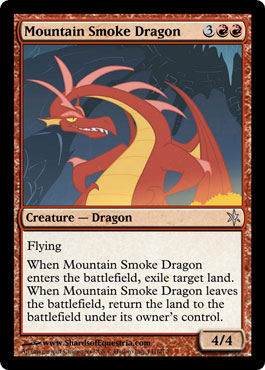 Mountain Smoke Dragon 3
Creature — Dragon
Flying
When Mountain Smoke Dragon
enters the battlefield, exile target land.
When Mountain Smoke Dragon leaves
the battlefield, return the land to the
battlefield under its owner's control.
www.ShardsofEquestria.com
4/4